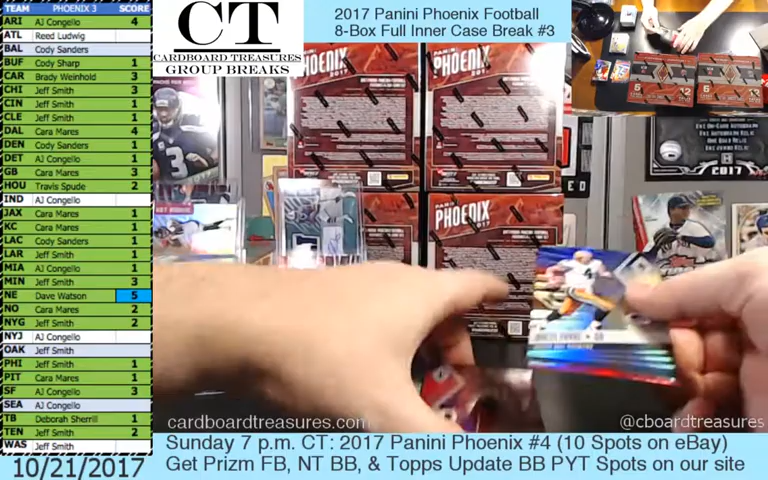 TEAM PHOENIX 3 SCORE
ARI AJ Congello 4
ATL Reed Ludwig
BAL Cody Sanders
BUF Cody Sharp 1
CAR Brady Weinhold 3
CHI Jeff Smith 3
CIN Jeff Smith 1
CLE Jeff Smith 1
DAL Cara Mares 4
DEN Cody Sanders 1
DET AJ Congello 1
GB Cara Mares 3
HOU Travis Spude 2
IND AJ Congello
JAX Cara Mares 1
KC Cara Mares 1
LAC Cody Sanders 1
LAR Jeff Smith 1
MIA AJ Congello 1
MIN Jeff Smith 3
NE Dave Watson 5
NO Cara Mares 2
NYG Jeff Smith 2
NYJ AJ Congello
OAK Jeff Smith
PHI Jeff Smith 1
PIT Cara Mares 1
SF AJ Congello 3
SEA AJ Congello
TB Deborah Sherrill 1
TEN Jeff Smith 2
WAS Jeff Smith
10/21/2017
CT
CARDBOARD TREASURES
GROUP BREAKS
2017 Panini Phoenix Football
8-Box Full Inner Case Break #3
PHOENIX
2017
PHOENIX
2017
PANINI
PHOENIX
2017
2017
cardboardtreasures.com
@cboardtreasures
Sunday 7 p.m. CT: 2017 Panini Phoenix #4 (10 Spots on eBay)
Get Prizm FB, NT BB, & Topps Update BB PYT Spots on our site